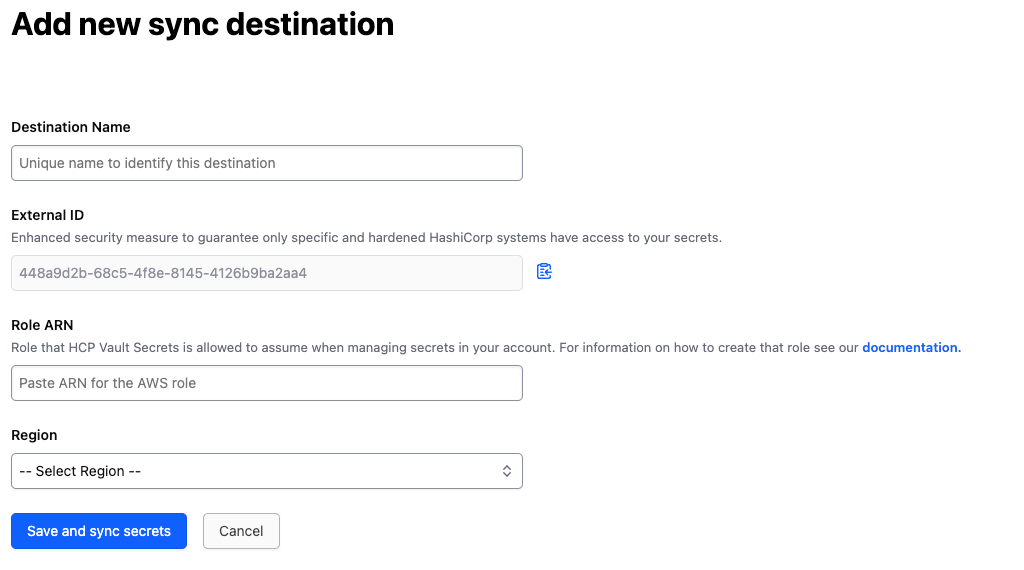 Add new sync destination
Destination Name
Unique name to identify this destination
External ID
Enhanced security measure to guarantee only specific and hardened HashiCorp systems have access to your secrets.
448a9d2b-68c5-4f8e-8145-4126b9ba2aa4
Role ARN
Role that HCP Vault Secrets is allowed to assume when managing secrets in your account. For information on how to create that role see our documentation.
Paste ARN for the AWS role
Region
-- Select Region --
Save and sync secrets
Cancel